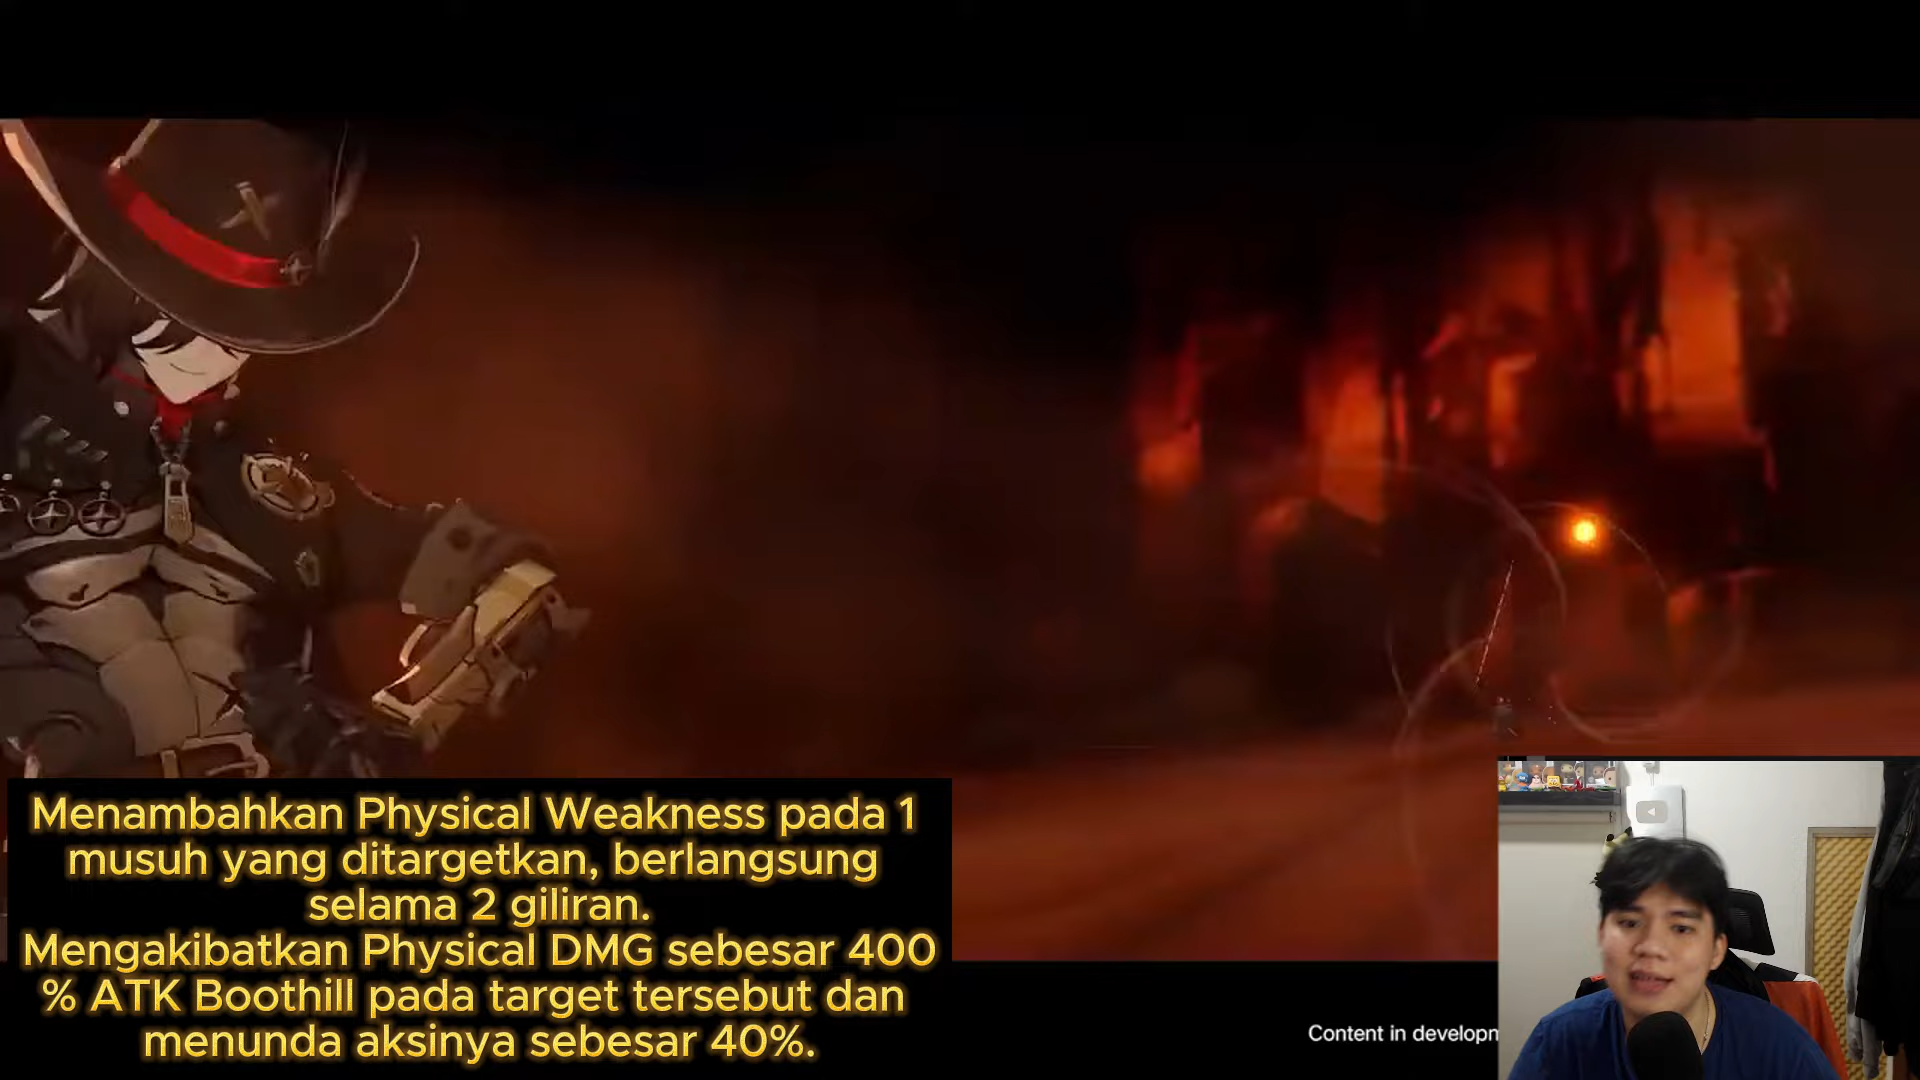 Menambahkan Physical Weakness pada 1
musuh yang ditargetkan, berlangsung
selama 2 giliran.
Mengakibatkan Physical DMG sebesar 400
% ATK Boothill pada target tersebut dan
menunda aksinya sebesar 40%.
Content in developm